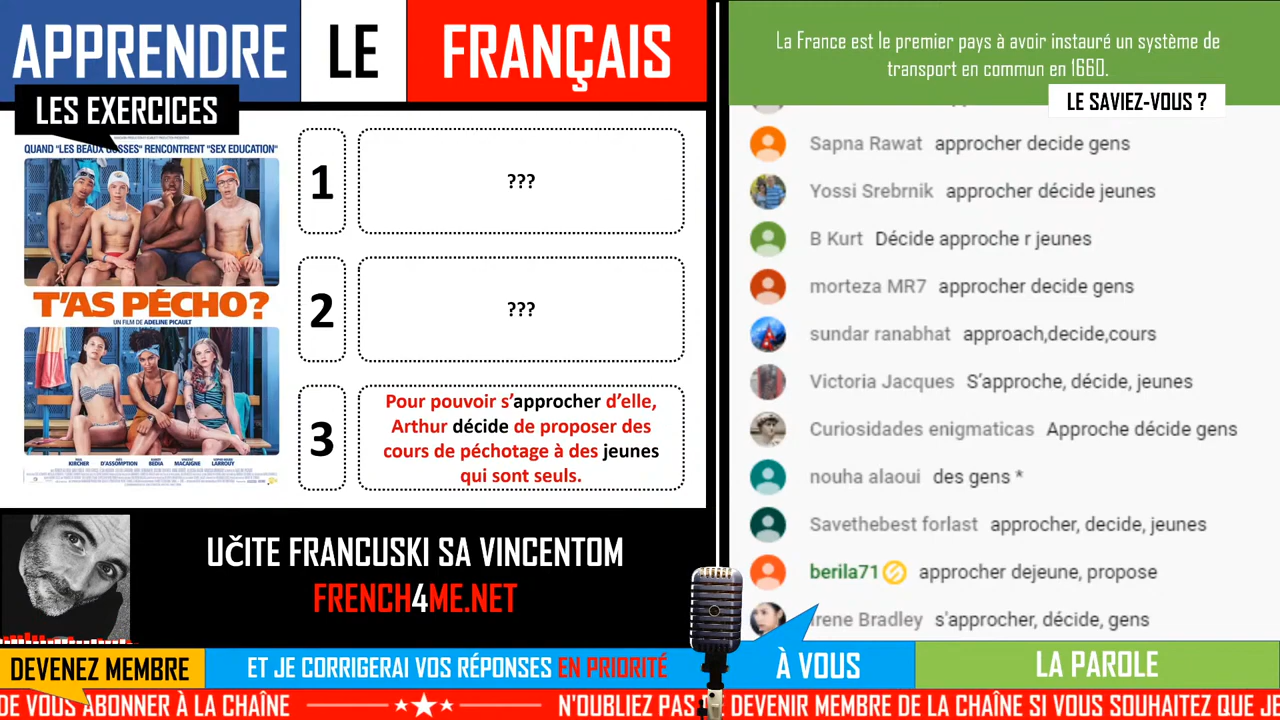 APPRENDRE LE FRANÇAIS
LES EXERCICES
QUAND "LES BEAUX GOSSES" RENCONTRENT "SEX EDUCATION"
T'AS PÉCHO?
UN FILM DE ADELINE PICAULT
1
???
2
???
3
Pour pouvoir s'approcher d'elle,
Arthur décide de proposer des
cours de péchotage à des jeunes
qui sont seuls.
UČITE FRANCUSKI SA VINCENTOM
FRENCH4ME.NET
La France est le premier pays à avoir instauré un système de
transport en commun en 1660.
LE SAVIEZ-VOUS ?
Sapna Rawat approcher decide gens
Yossi Srebrnik approcher décide jeunes
B Kurt Décide approche r jeunes
morteza MR7 approcher decide gens
sundar ranabhat approach,decide,cours
Victoria Jacques S'approche, décide, jeunes
Curiosidades enigmaticas Approche décide gens
nouha alaoui des gens *
Savethebest forlast approcher, decide, jeunes
berila71 approcher dejeune, propose
Irene Bradley s'approcher, décide, gens
DEVENEZ MEMBRE
ET JE CORRIGERAI VOS RÉPONSES EN PRIORITÉ
À VOUS
LA PAROLE
DE VOUS ABONNER À LA CHAÎNE
N'OUBLIEZ PAS
DEVENIR MEMBRE DE LA CHAÎNE SI VOUS SOUHAITEZ QUE JE